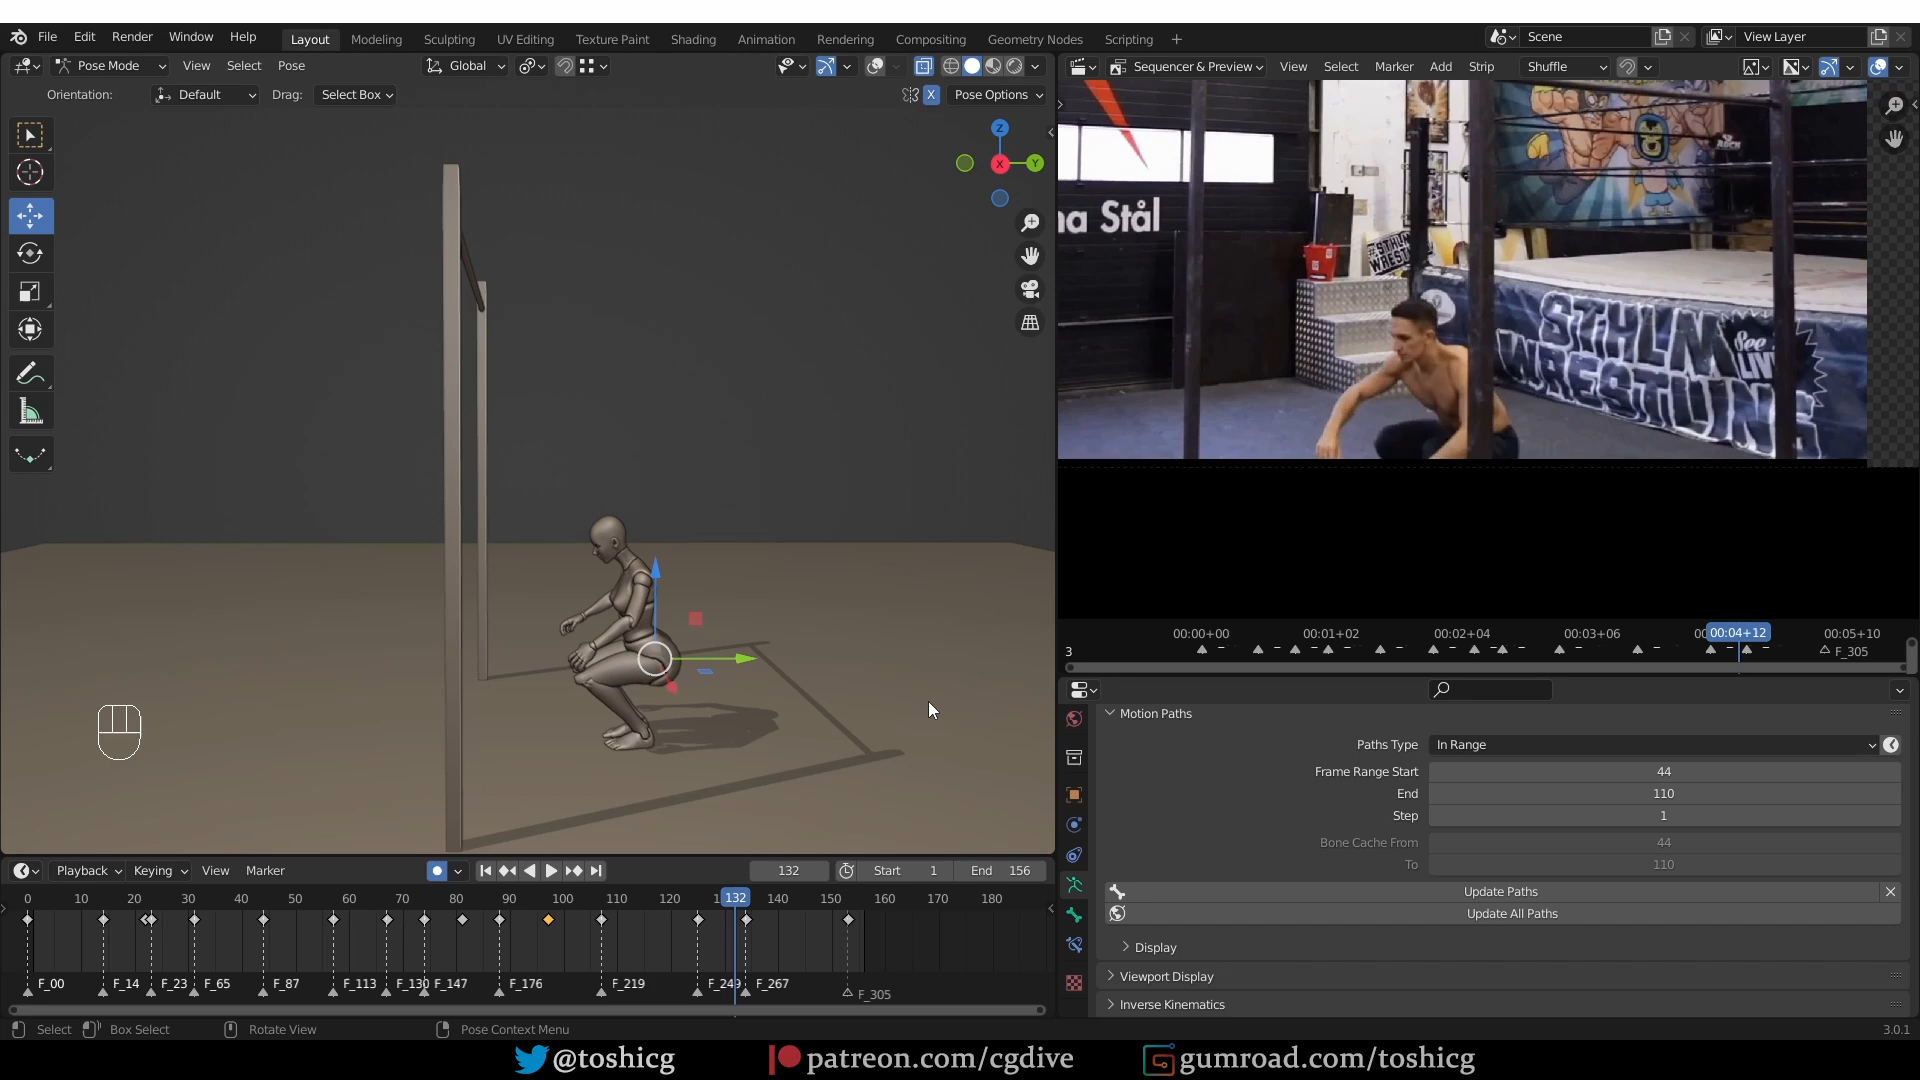 File Edit Render Window Help
Layout Modeling Sculpting UV Editing Texture Paint Shading Animation Rendering Compositing Geometry Nodes Scripting
Scene
View Layer
Pose Mode View Select Pose
Global
Orientation: Default Drag: Select Box
X Pose Options
Z
X
Y
Sequencer & Preview View Select Marker Add Strip Shuffle
na Stål
#STHLM
WRESTL
STHLM
WRESTLING
See
LIVE
00:00+00 00:01+02 00:02+04 00:03+06 00:04+12 00:05+10
3
F_305
Motion Paths
Paths Type In Range
Frame Range Start 44
End 110
Step 1
Bone Cache From 44
To 110
Update Paths
Update All Paths
Display
Viewport Display
Inverse Kinematics
Playback Keying View Marker
132 Start 1 End 156
0 10 20 30 40 50 60 70 80 90 100 110 120 132 140 150 160 170 180
F_00 F_14 F_23 F_65 F_87 F_113 F_130 F_147 F_176 F_219 F_249 F_267 F_305
Select Box Select Rotate View Pose Context Menu 3.0.1
@toshicg patreon.com/cgdive gumroad.com/toshicg